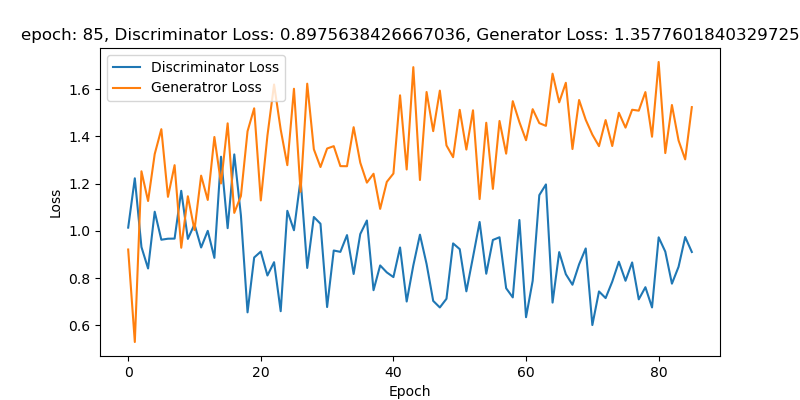 epoch: 85, Discriminator Loss: 0.8975638426667036, Generator Loss: 1.3577601840329725
Discriminator Loss
Generatror Loss
Loss
1.6
1.4
1.2
1.0
0.8
0.6
0
20
40
60
80
Epoch